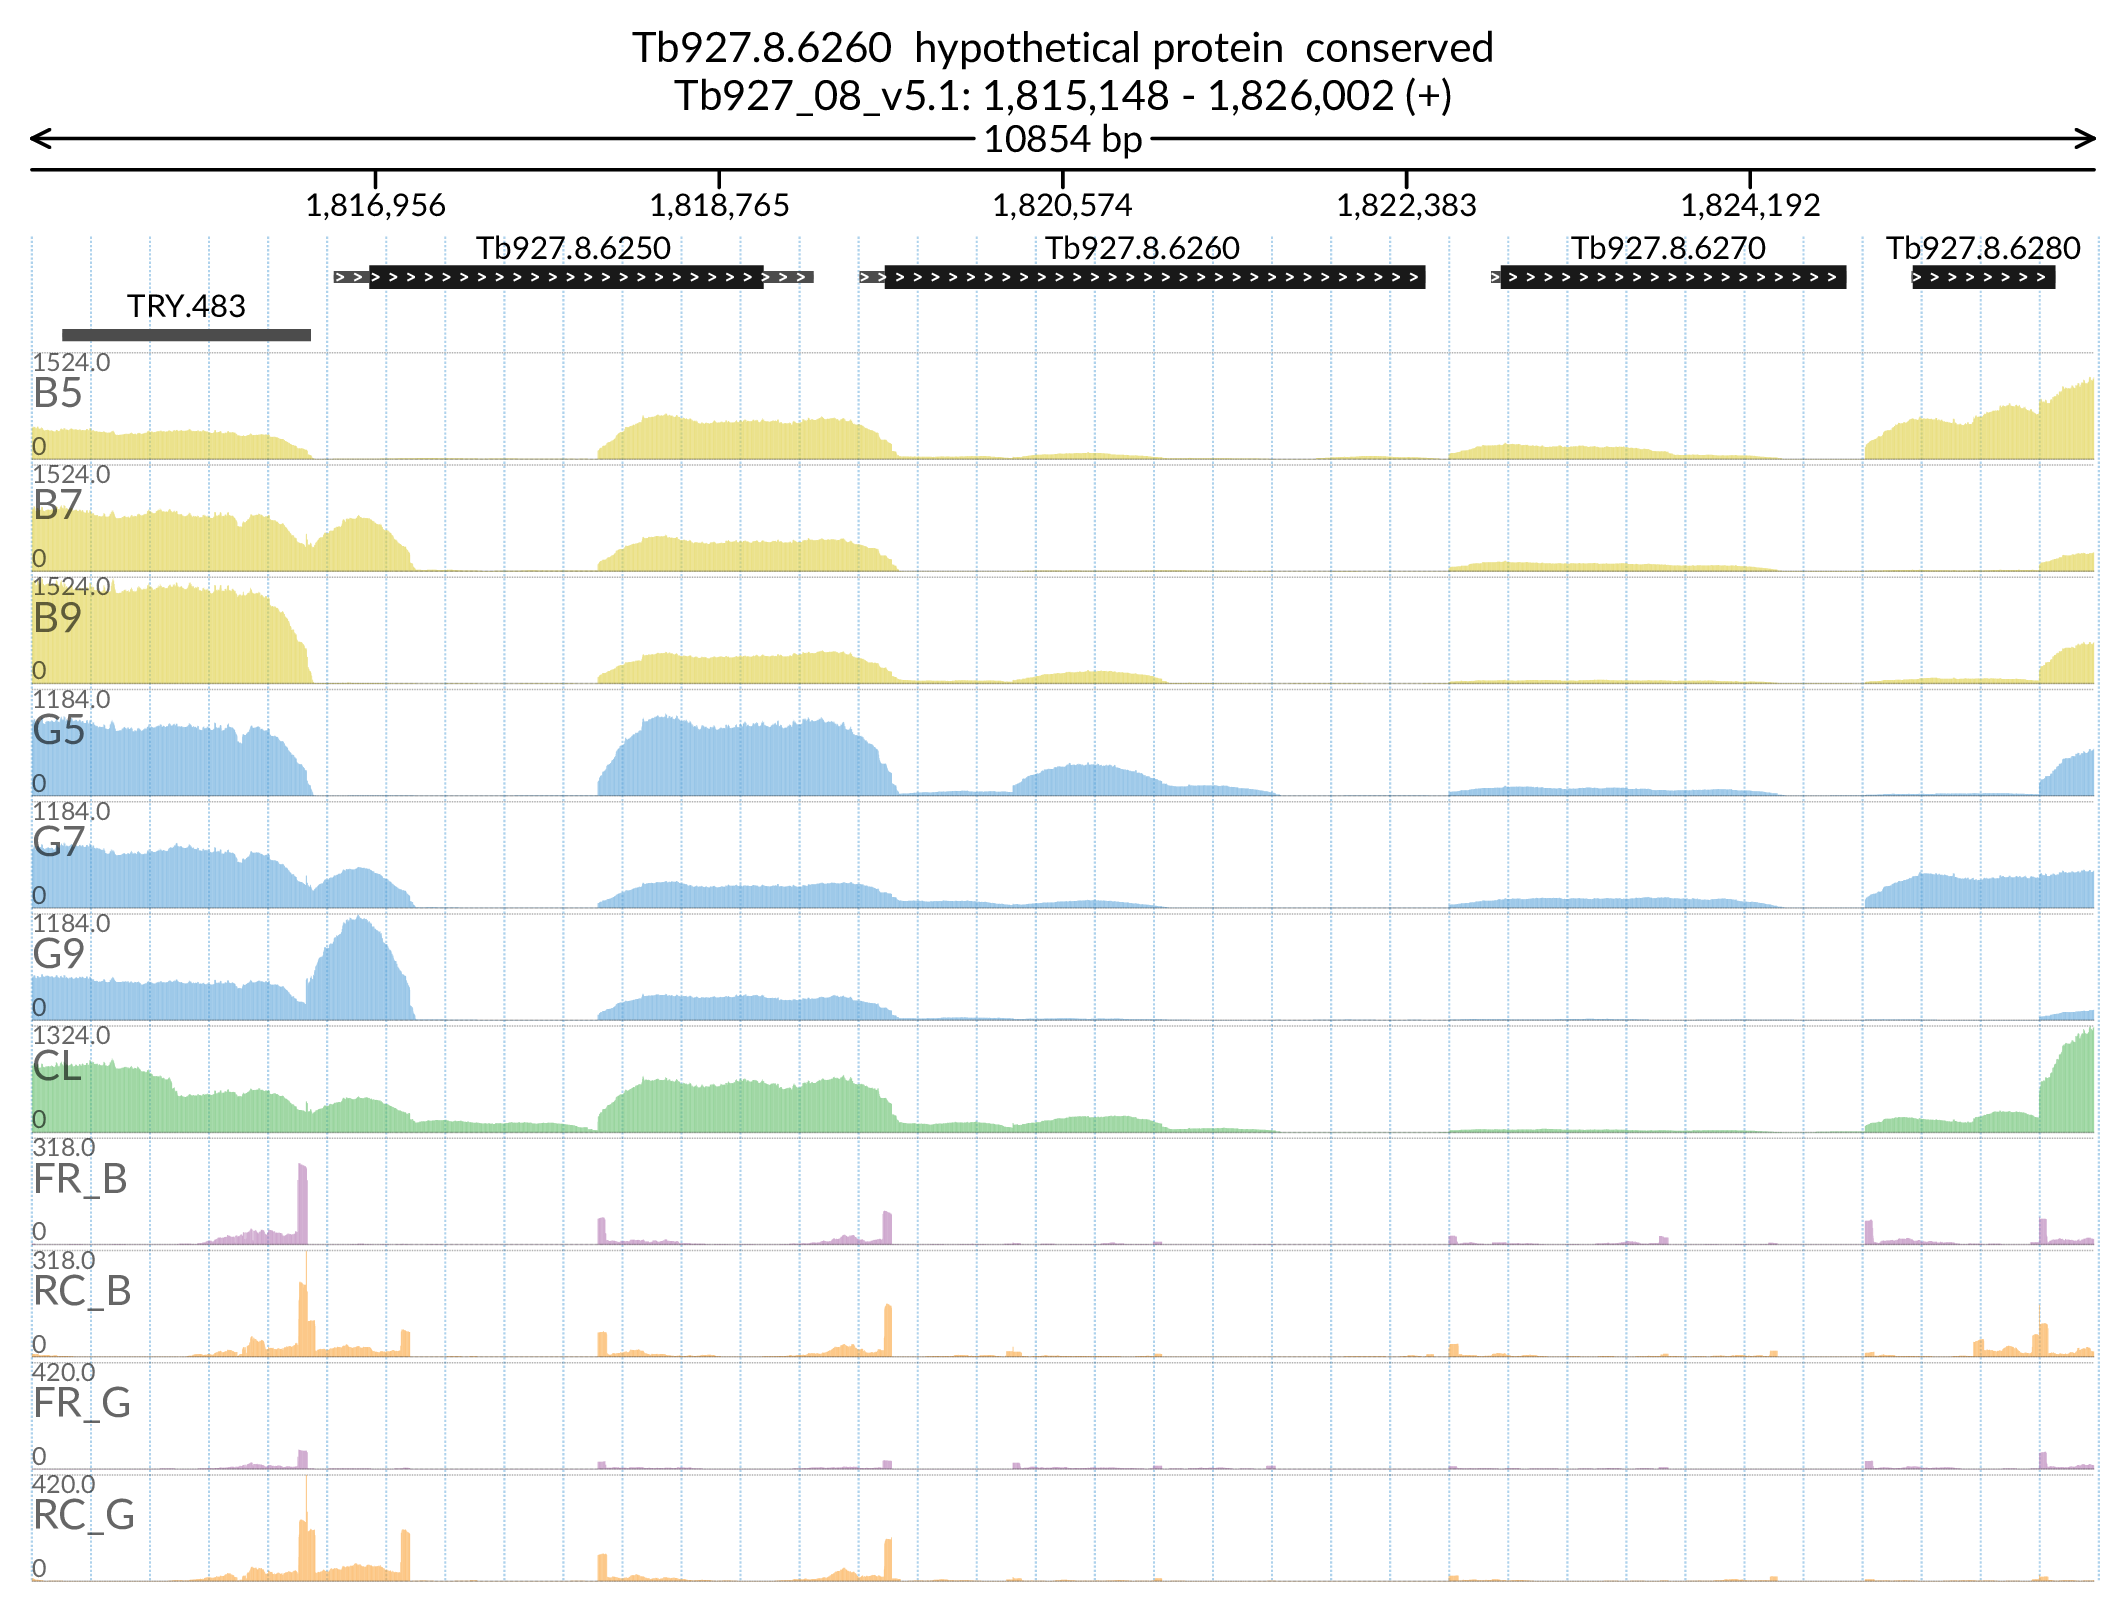 Tb927.8.6260  hypothetical protein  conserved
Tb927_08_v5.1: 1,815,148 - 1,826,002 (+)
10854 bp
1,816,956 1,818,765 1,820,574 1,822,383 1,824,192
Tb927.8.6250 Tb927.8.6260 Tb927.8.6270 Tb927.8.6280
TRY.483
1524.0
B5
0
1524.0
B7
0
1524.0
B9
0
1184.0
G5
0
1184.0
G7
0
1184.0
G9
0
1324.0
CL
0
318.0
FR_B
0
318.0
RC_B
0
420.0
FR_G
0
420.0
RC_G
0